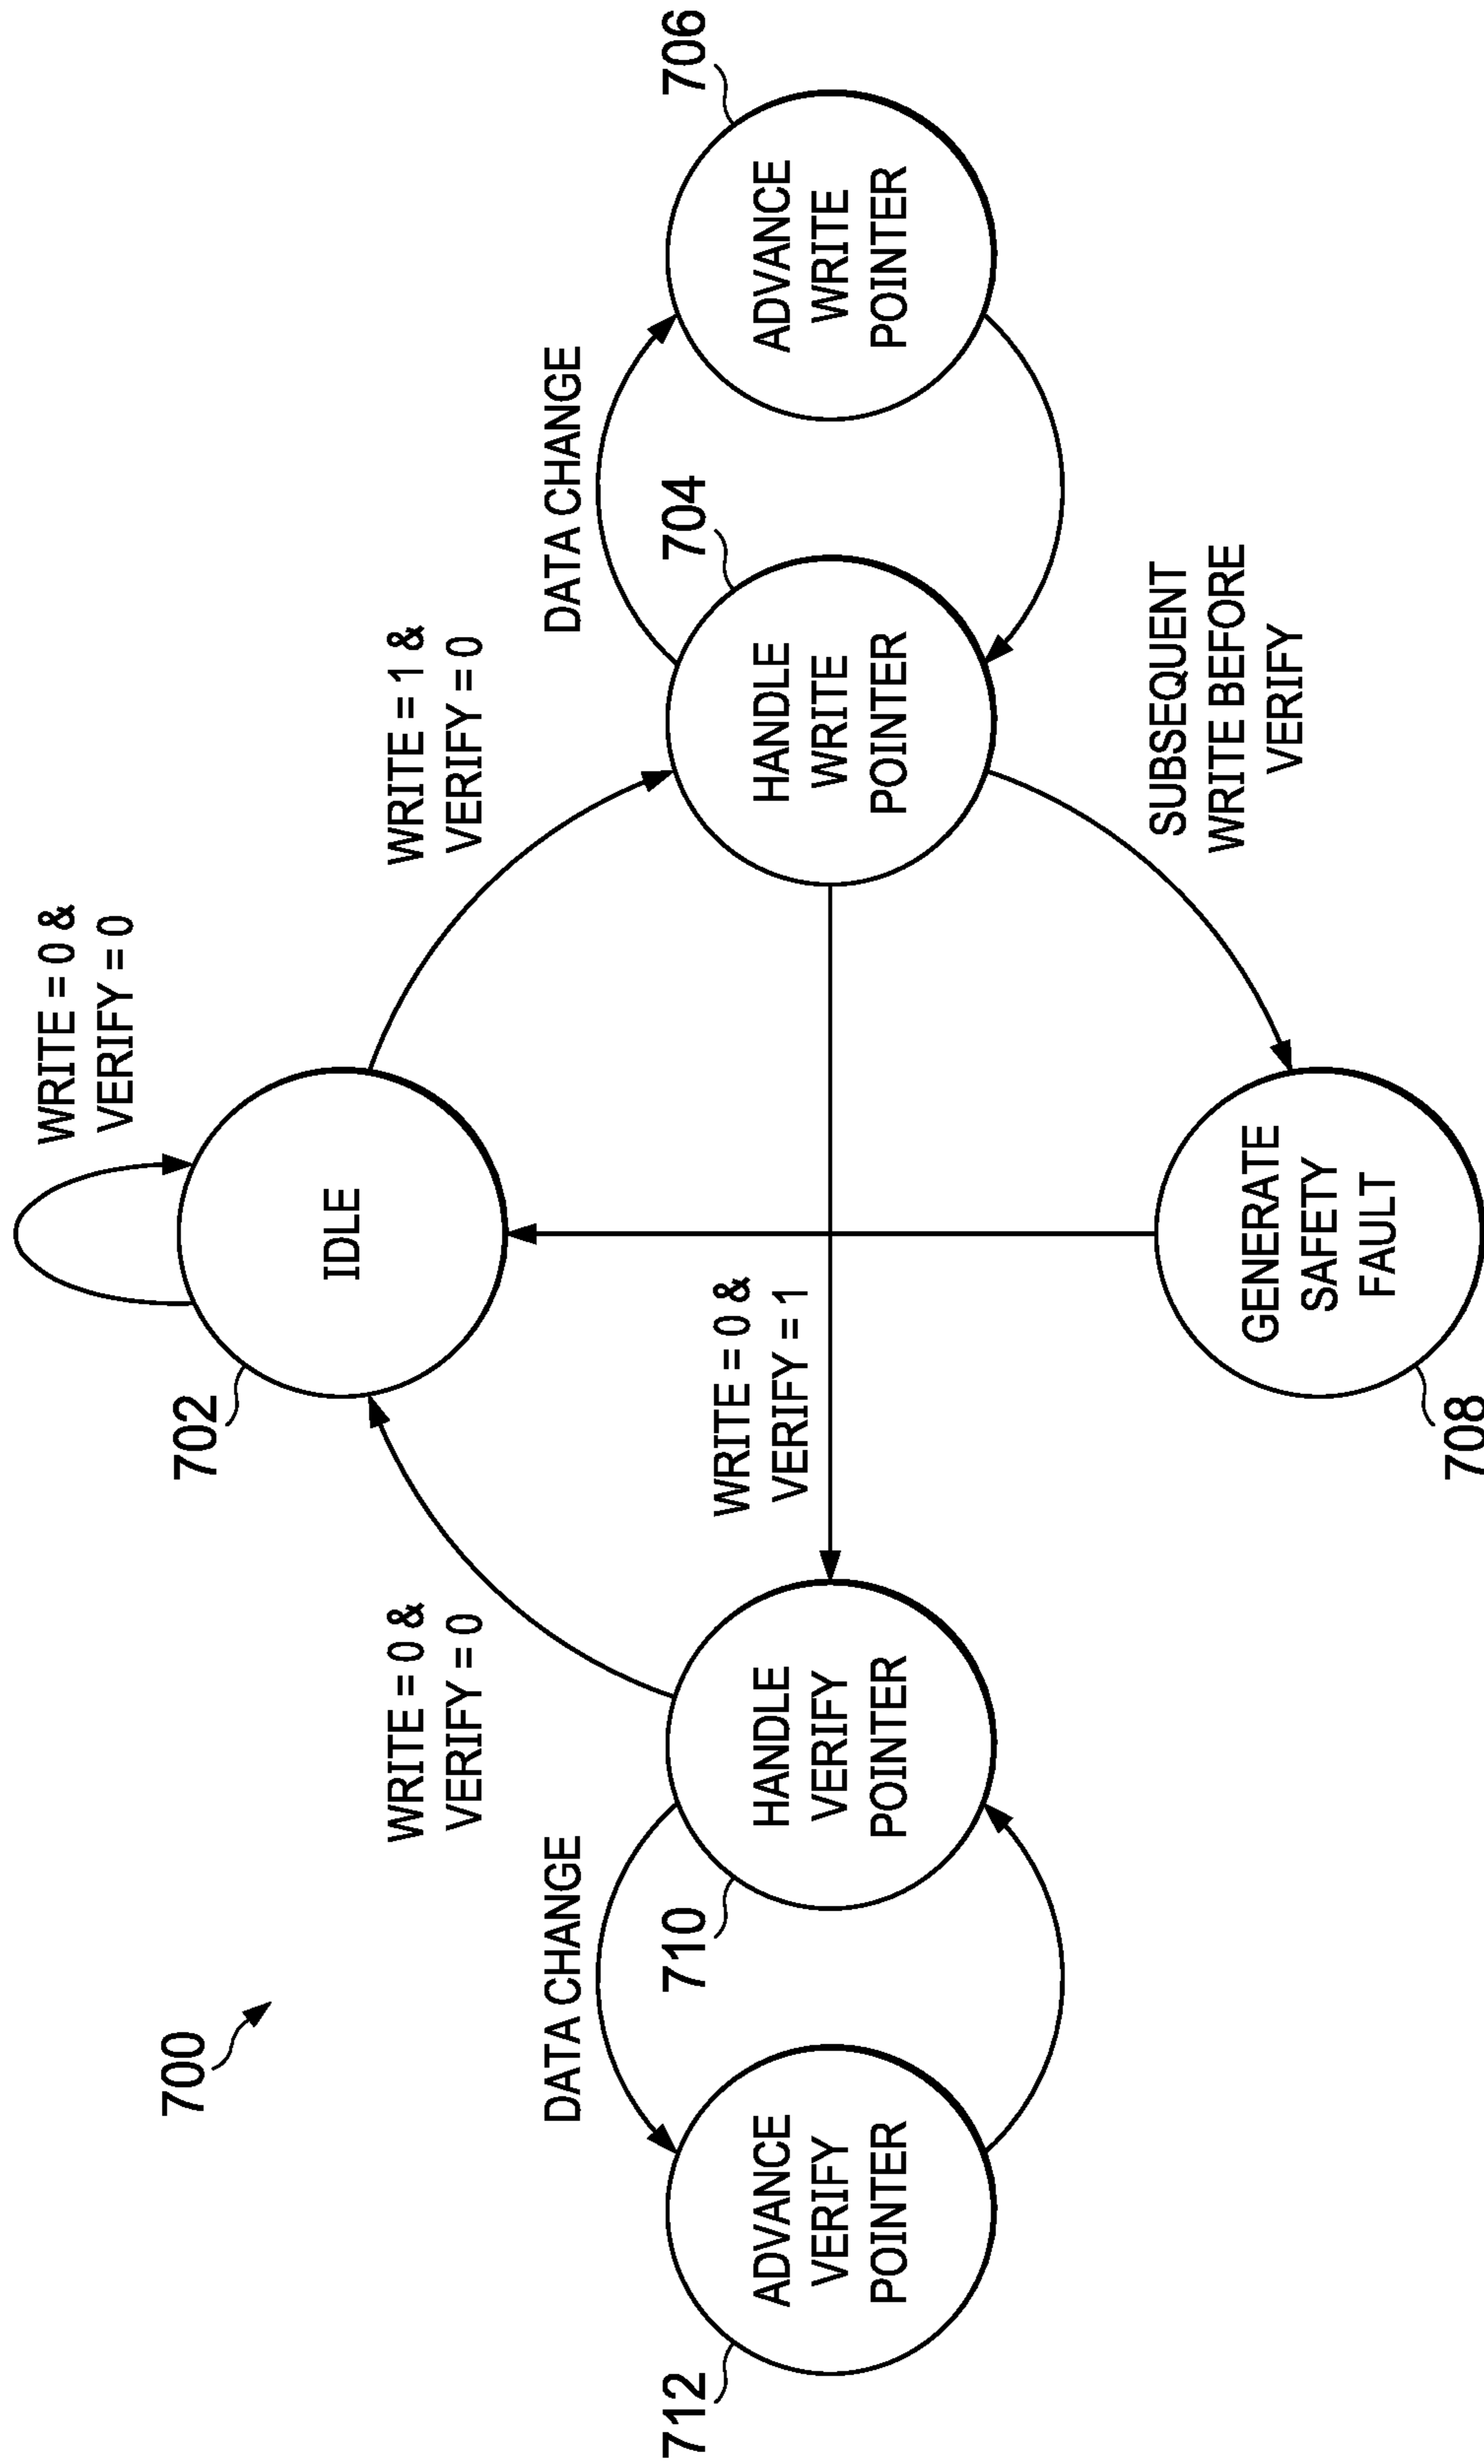 700
WRITE = 0 &
VERIFY = 0
702
IDLE
WRITE = 0 &
VERIFY = 0
WRITE = 1 &
VERIFY = 0
DATA CHANGE
DATA CHANGE
712
ADVANCE
VERIFY
POINTER
710
HANDLE
VERIFY
POINTER
WRITE = 0 &
VERIFY = 1
704
HANDLE
WRITE
POINTER
706
ADVANCE
WRITE
POINTER
SUBSEQUENT
WRITE BEFORE
VERIFY
GENERATE
SAFETY
FAULT
708